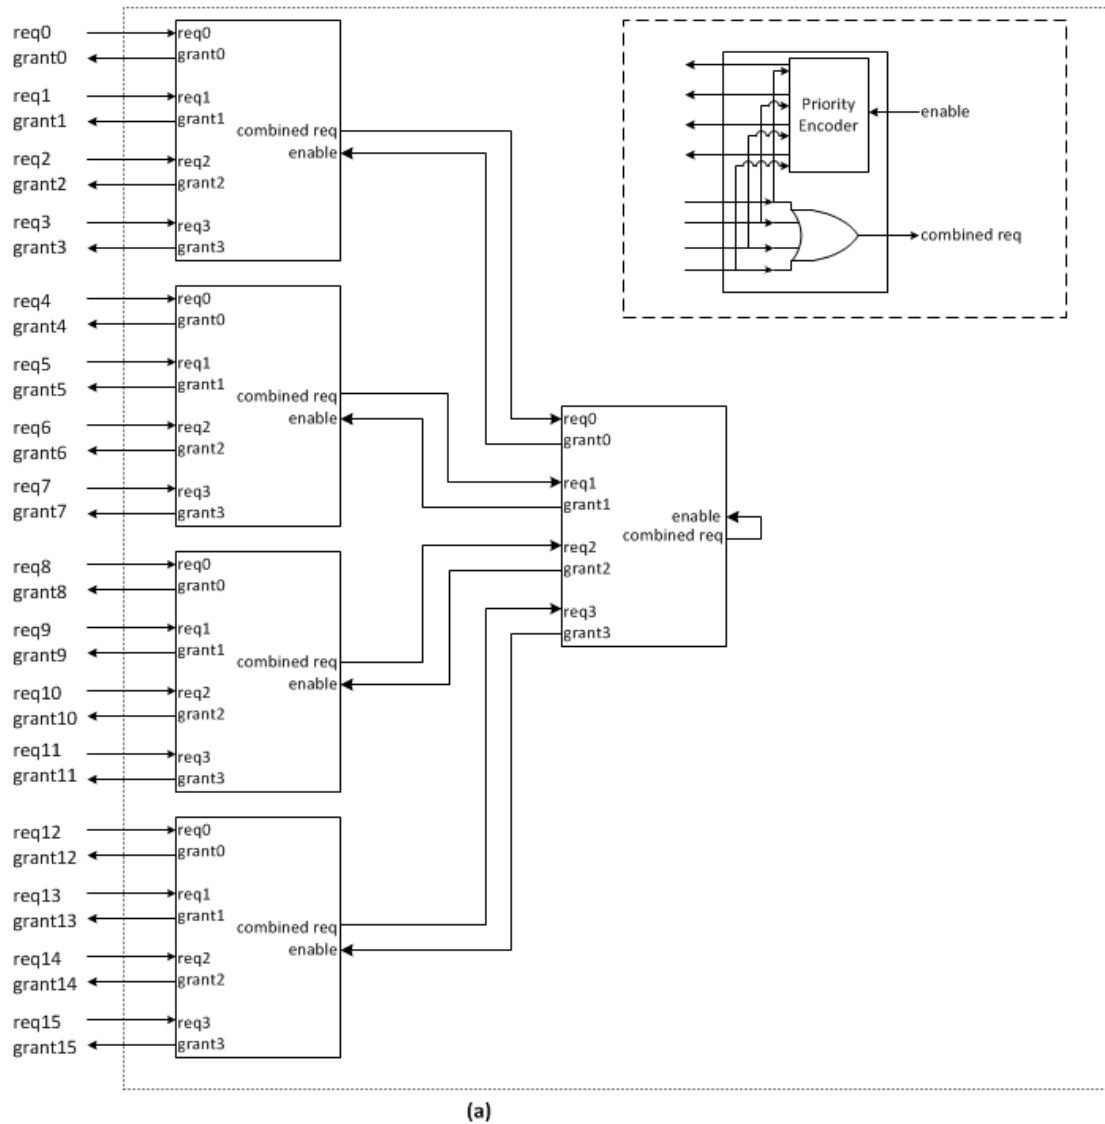 req0
grant0
req1
grant1
req2
grant2
req3
grant3
req0
grant0
req1
grant1
req2
grant2
req3
grant3
combined req
enable
Priority
Encoder
enable
combined req
req4
grant4
req5
grant5
req6
grant6
req7
grant7
req0
grant0
req1
grant1
req2
grant2
req3
grant3
combined req
enable
req0
grant0
req1
grant1
req2
grant2
req3
grant3
enable
combined req
req8
grant8
req9
grant9
req10
grant10
req11
grant11
req0
grant0
req1
grant1
req2
grant2
req3
grant3
combined req
enable
req12
grant12
req13
grant13
req14
grant14
req15
grant15
req0
grant0
req1
grant1
req2
grant2
req3
grant3
combined req
enable
(a)